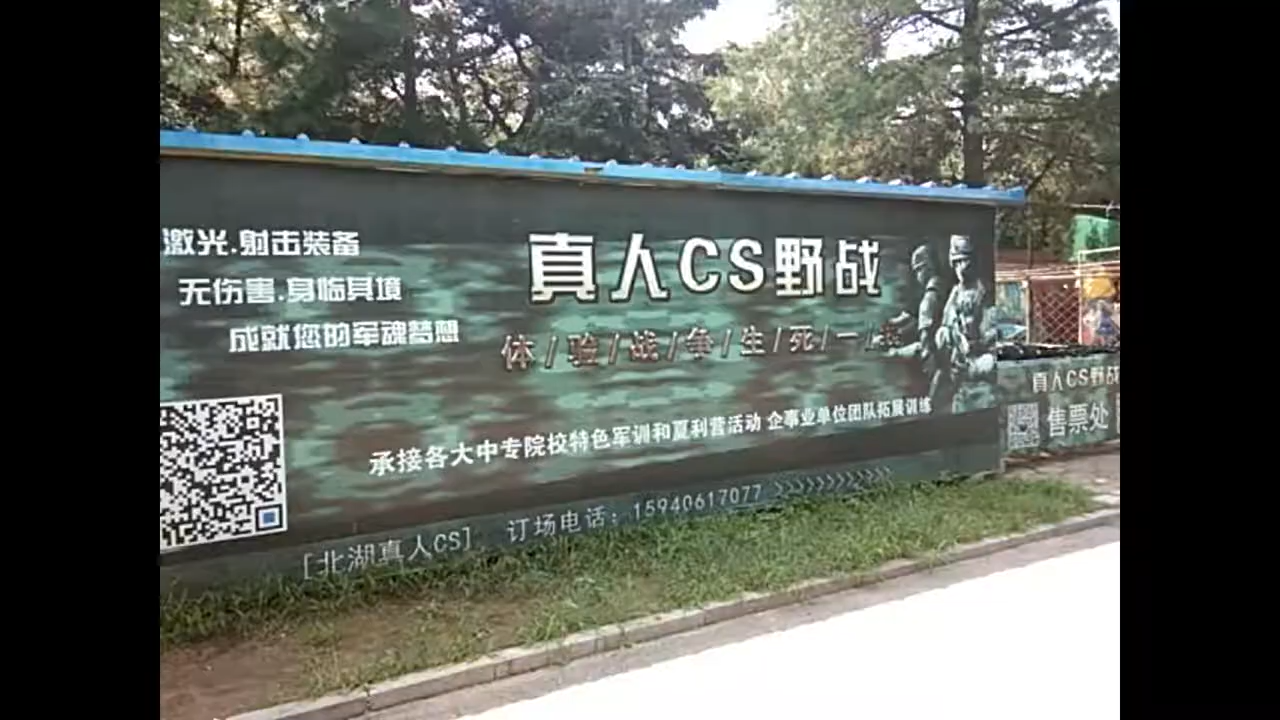 激光.射击装备
无伤害.身临其境
成就您的军魂梦想
真人CS野战
体/验/战/争/生/死/一/线
承接各大中专院校特色军训和夏利营活动 企事业单位团队拓展训练
[北湖真人CS] 订场电话：15940617077 >>>>>>>>>>>
真人CS野战
售票处